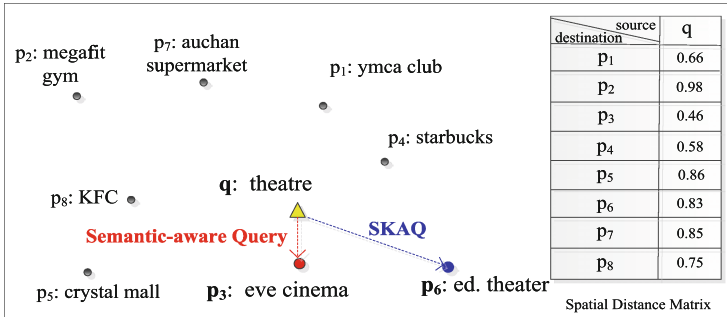 p2: megafit
gym
p7: auchan
supermarket
p1: ymca club
p4: starbucks
q: theatre
p8: KFC
Semantic-aware Query
SKAQ
p5: crystal mall
p3: eve cinema
p6: ed. theater
source
destination
q
p1 0.66
p2 0.98
p3 0.46
p4 0.58
p5 0.86
p6 0.83
p7 0.85
p8 0.75
Spatial Distance Matrix